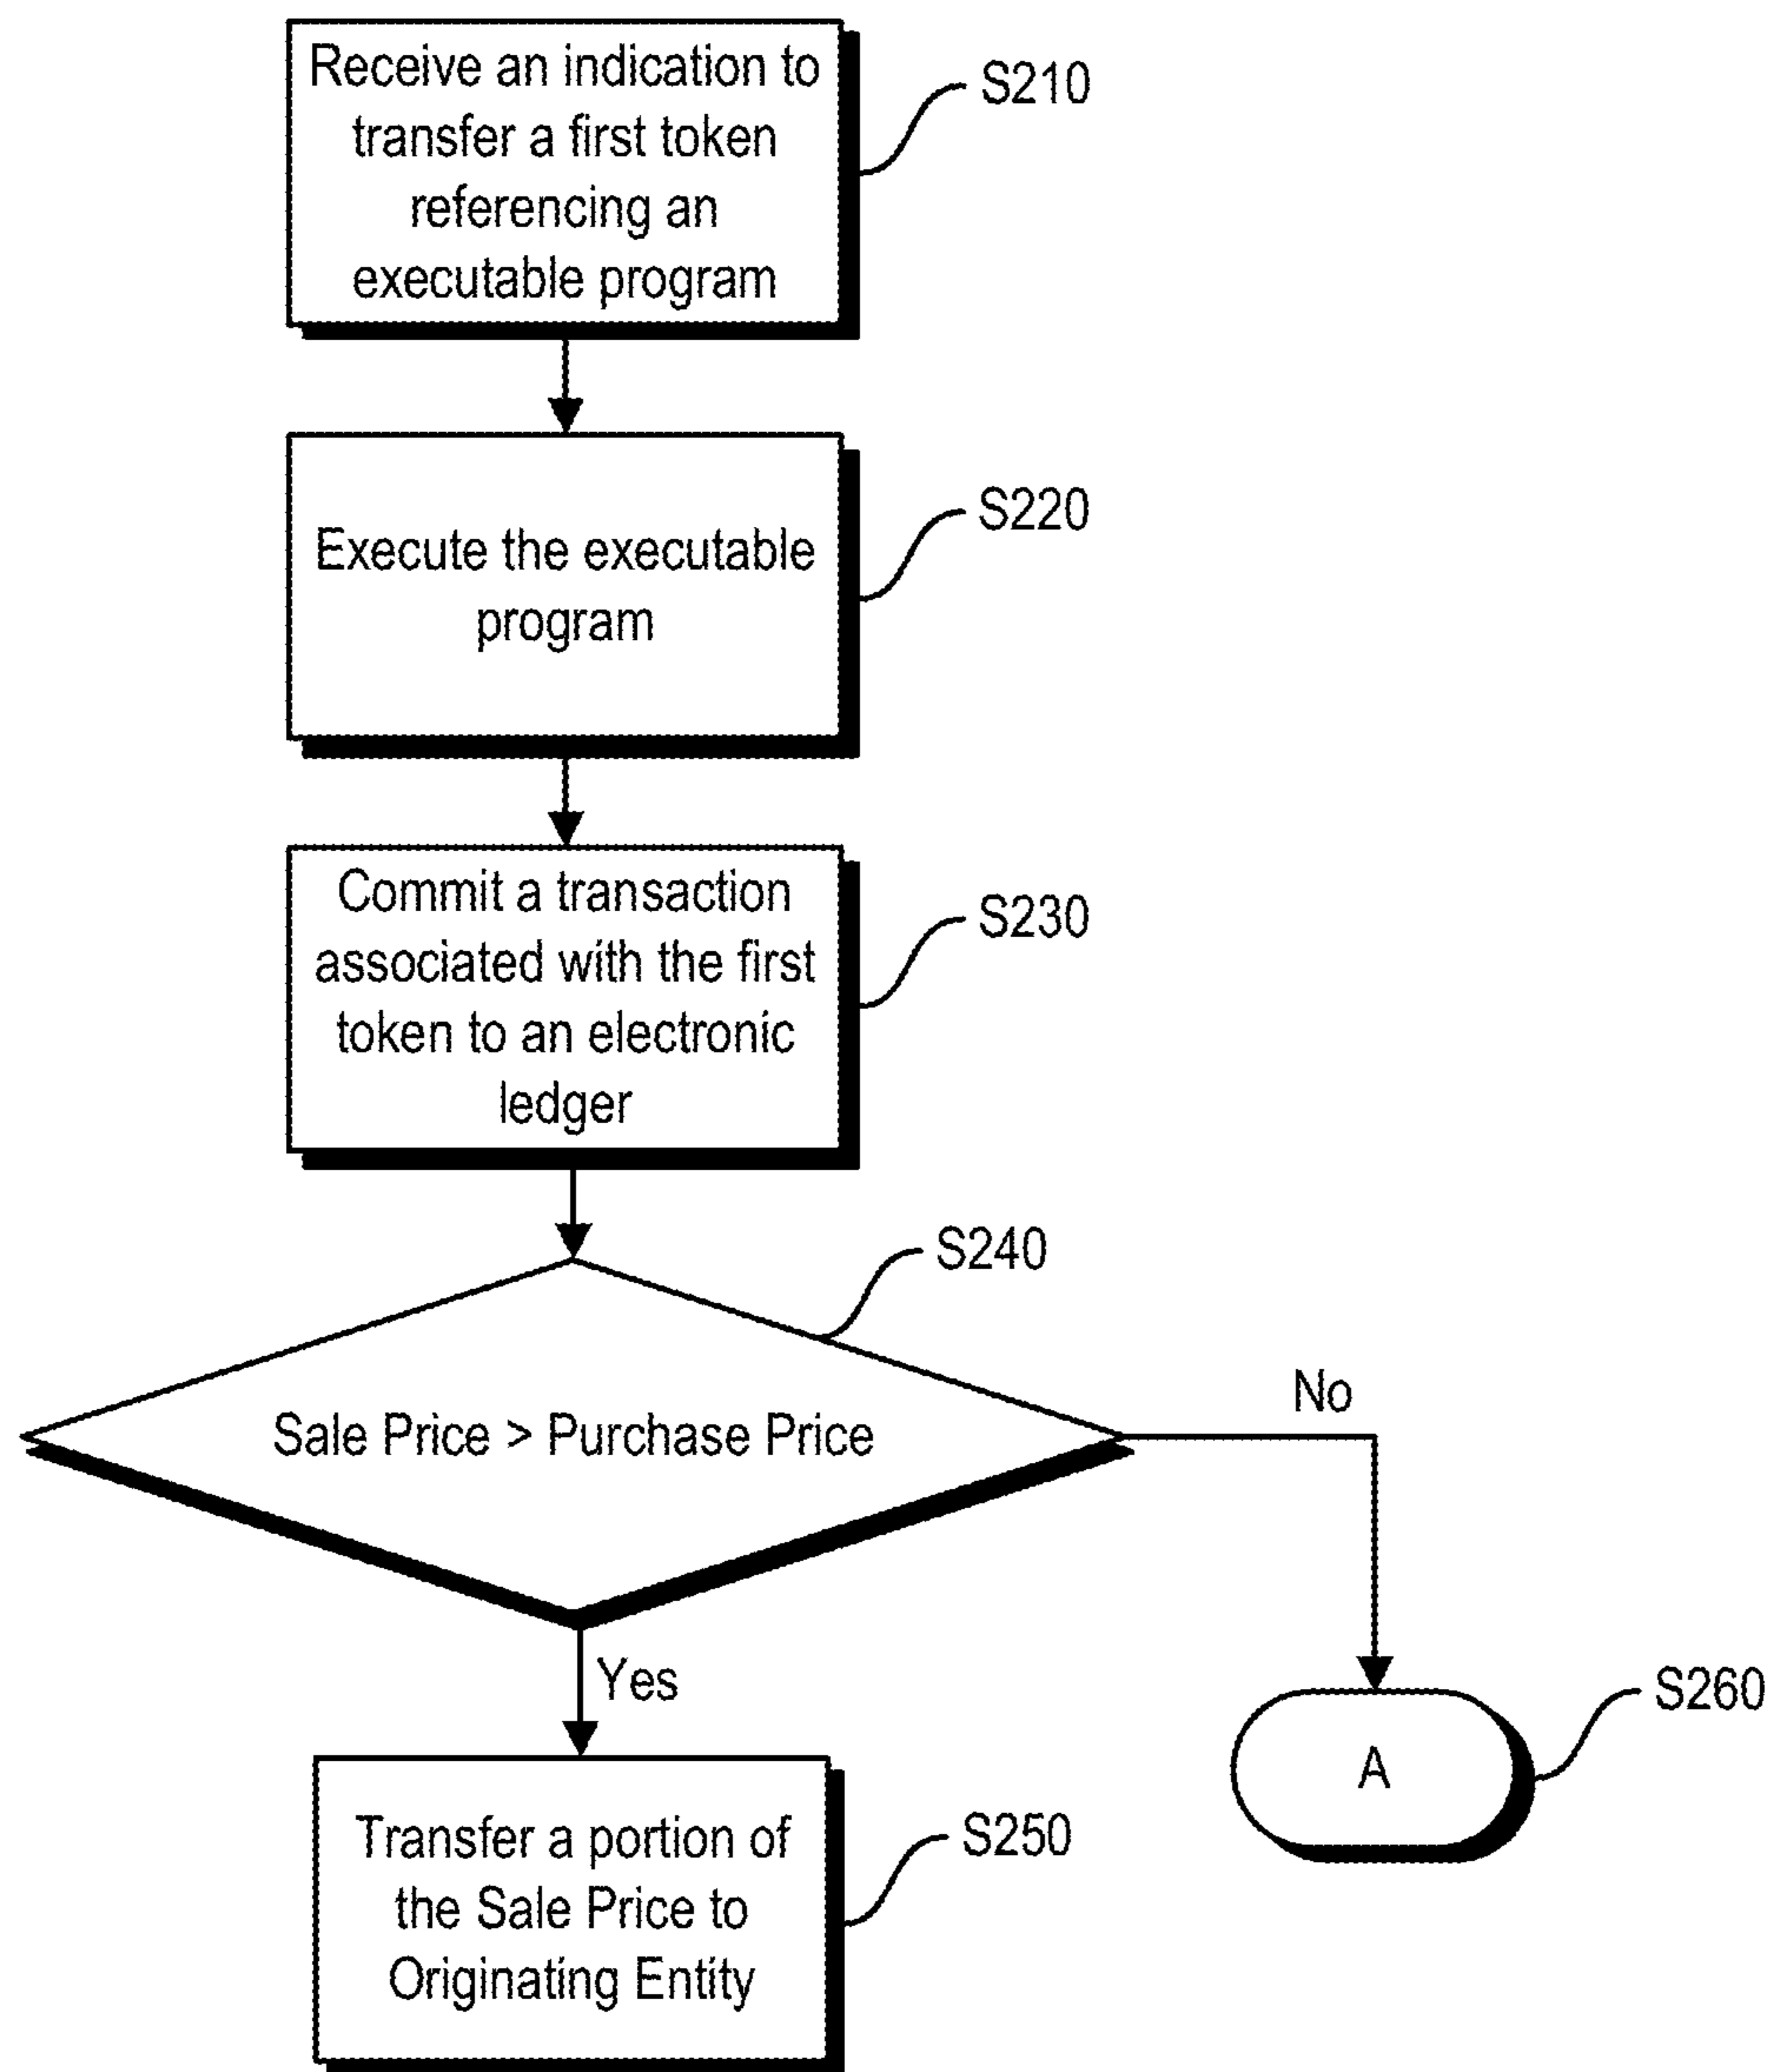 Receive an indication to
transfer a first token
referencing an
executable program
S210
Execute the executable
program
S220
Commit a transaction
associated with the first
token to an electronic
ledger
S230
S240
Sale Price > Purchase Price
No
Yes
S260
A
Transfer a portion of
the Sale Price to
Originating Entity
S250